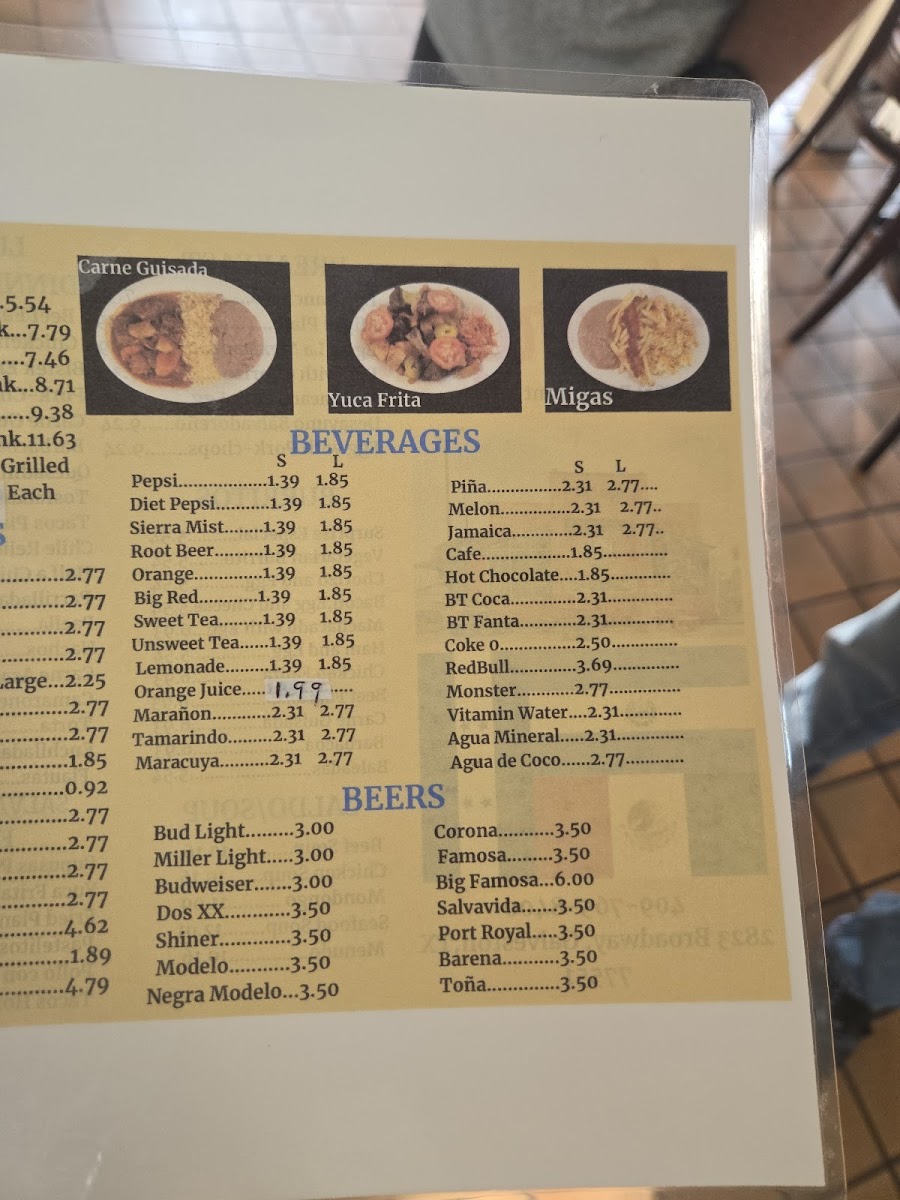 .5.54
k...7.79
....7.46
nk...8.71
......9.38
nk.11.63
Grilled
Each
S
............2.77
............2.77
............2.77
............2.77
Large...2.25
............2.77
............2.77
............1.85
...........0.92
............2.77
............2.77
............2.77
............2.77
............4.62
............1.89
...........4.79
Carne Guisada
Yuca Frita
Migas
BEVERAGES
S L
Pepsi.................1.39 1.85
Diet Pepsi...........1.39 1.85
Sierra Mist........1.39 1.85
Root Beer..........1.39 1.85
Orange..............1.39 1.85
Big Red............1.39 1.85
Sweet Tea.........1.39 1.85
Unsweet Tea......1.39 1.85
Lemonade.........1.39 1.85
Orange Juice..... 1.99 .....
Marañon............2.31 2.77
Tamarindo.........2.31 2.77
Maracuya..........2.31 2.77
S L
Piña...............2.31 2.77....
Melon..............2.31 2.77..
Jamaica............2.31 2.77..
Cafe..................1.85.............
Hot Chocolate....1.85............
BT Coca.............2.31.............
BT Fanta............2.31.............
Coke 0...............2.50.............
RedBull.............3.69.............
Monster............2.77..............
Vitamin Water....2.31............
Agua Mineral.....2.31.............
Agua de Coco......2.77............
BEERS
Bud Light.........3.00
Miller Light.....3.00
Budweiser.......3.00
Dos XX............3.50
Shiner.............3.50
Modelo...........3.50
Negra Modelo...3.50
Corona...........3.50
Famosa.........3.50
Big Famosa...6.00
Salvavida.......3.50
Port Royal.....3.50
Barena...........3.50
Toña..............3.50